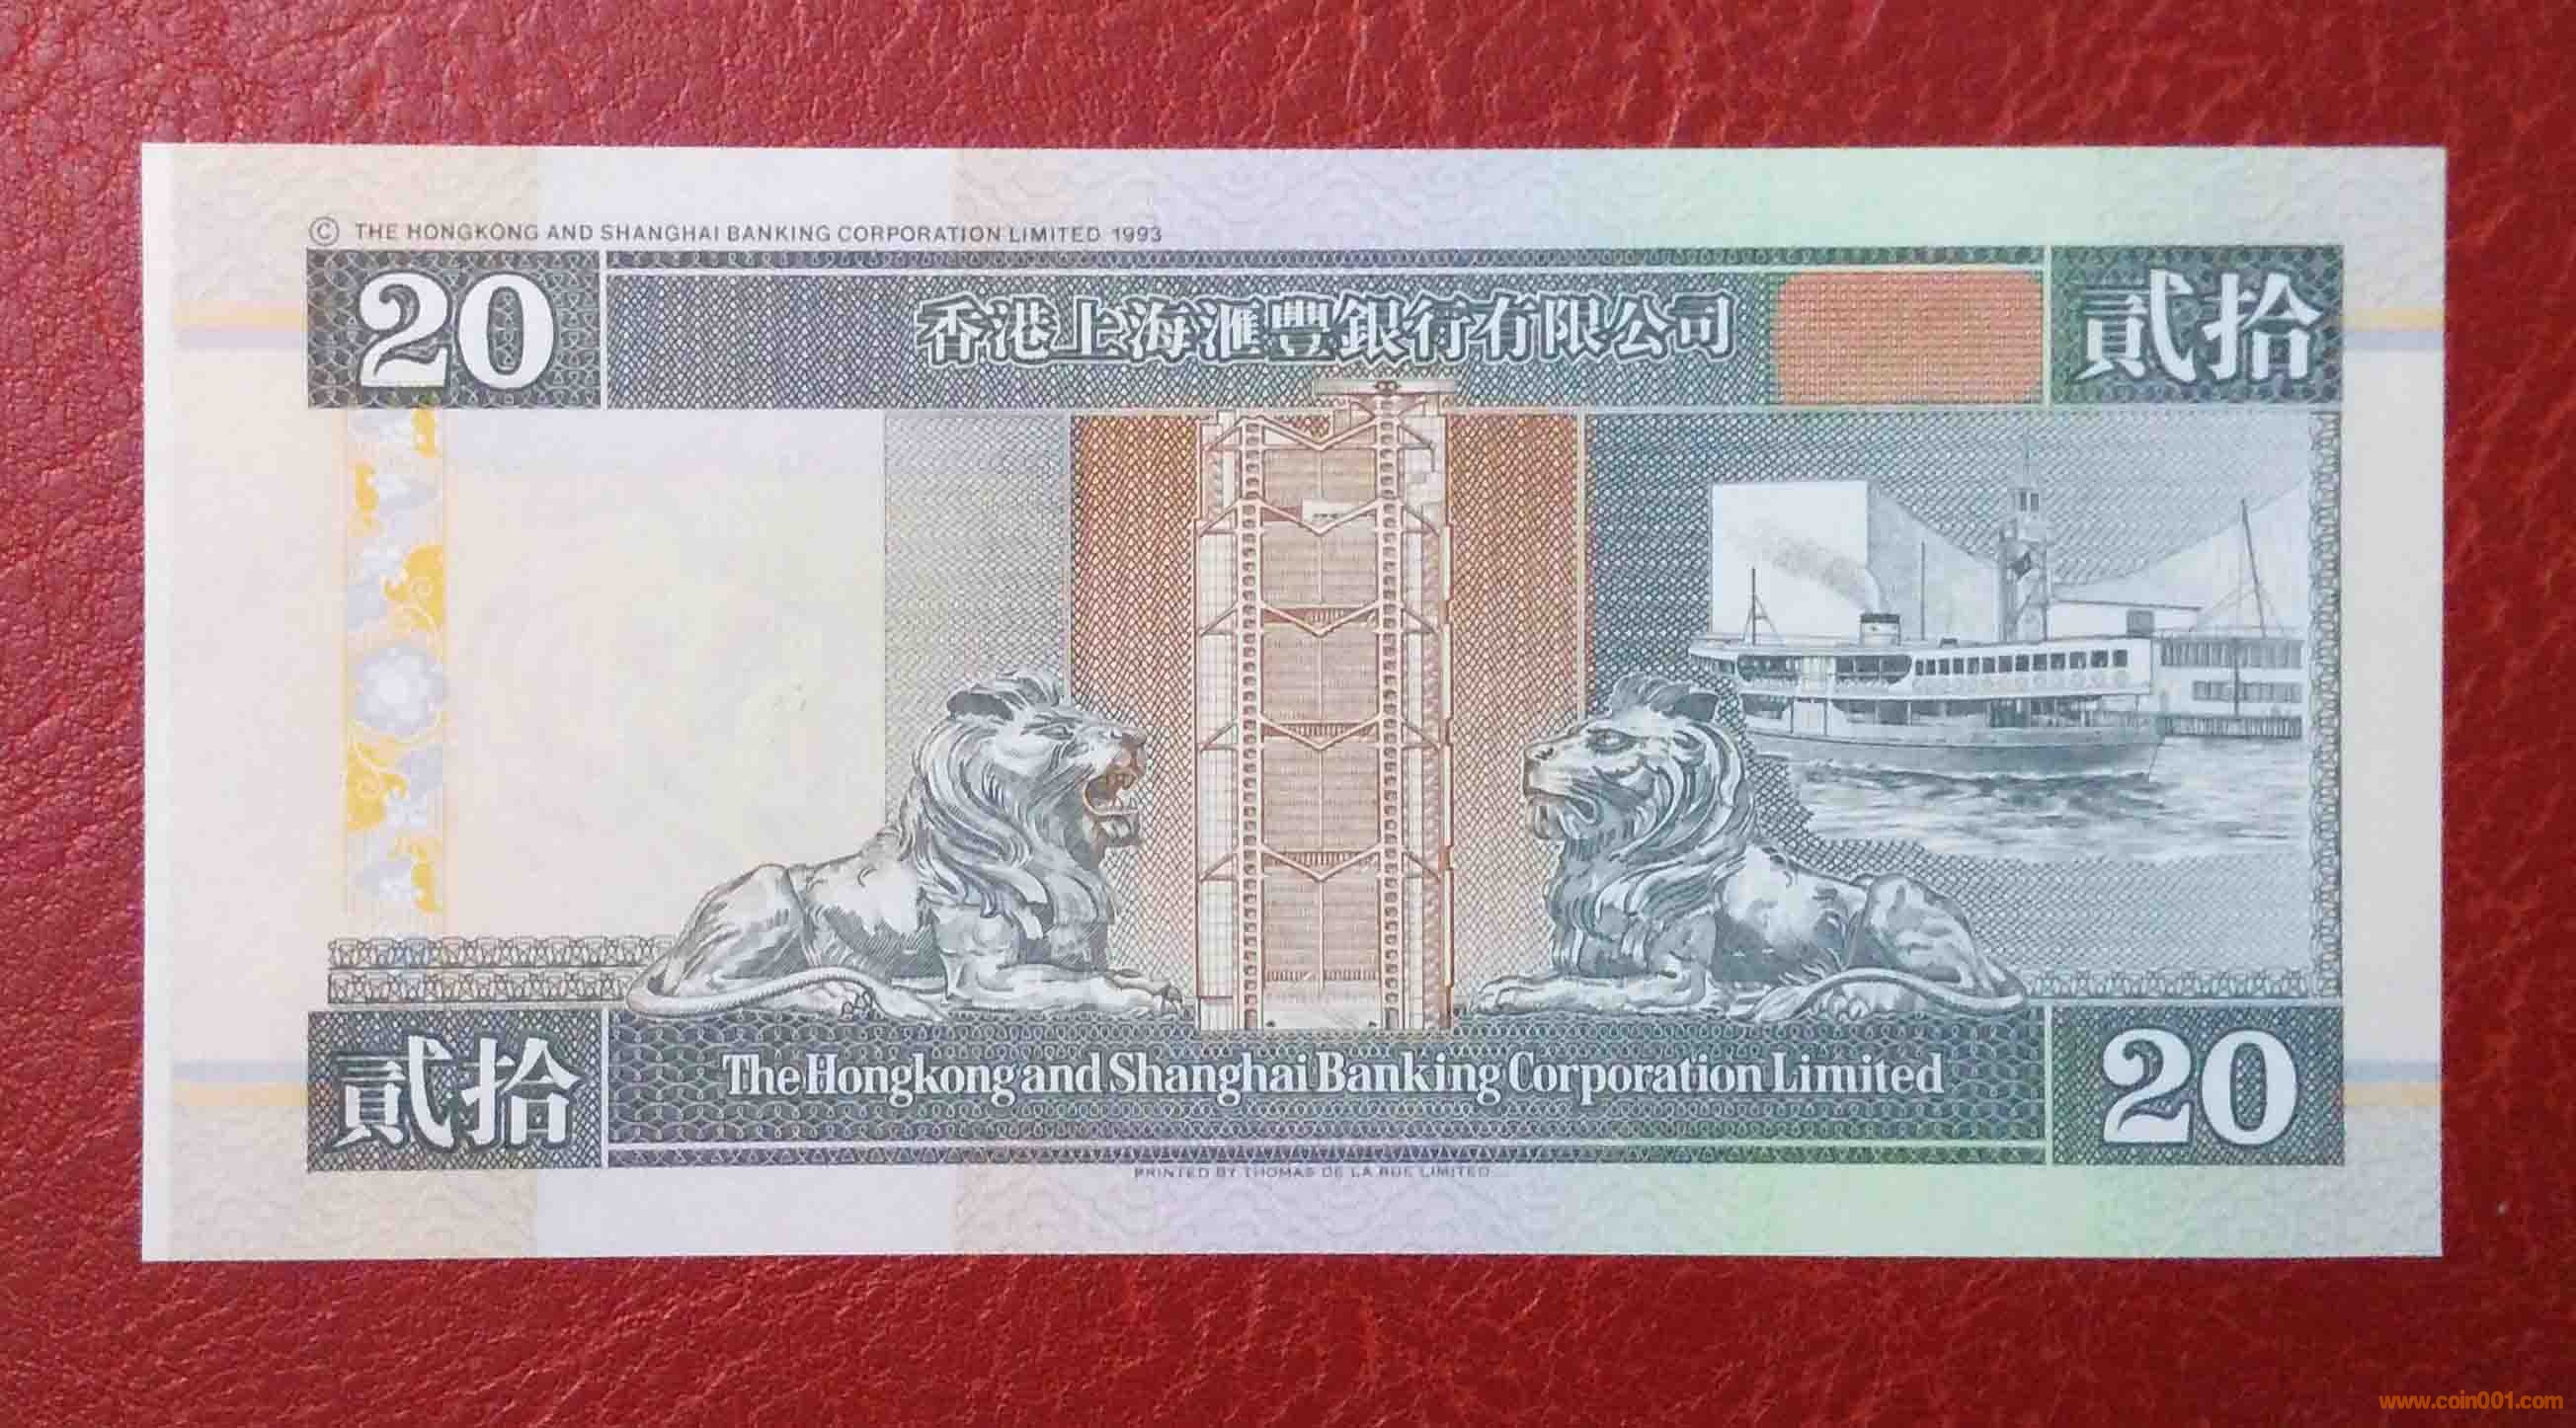 © THE HONGKONG AND SHANGHAI BANKING CORPORATION LIMITED 1993
20
香港上海滙豐銀行有限公司
貳拾
貳拾
The Hongkong and Shanghai Banking Corporation Limited
20
PRINTED BY THOMAS DE LA RUE LIMITED
www.coin001.com